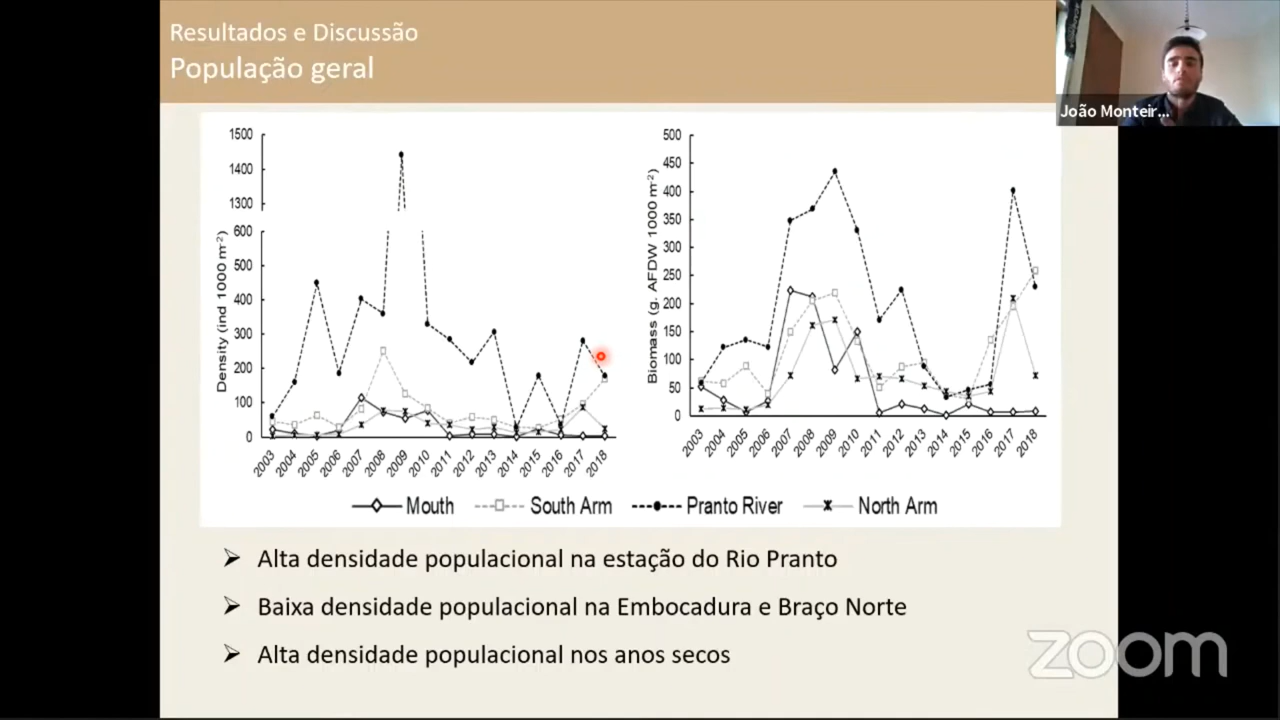 Resultados e Discussão
População geral
João Monteir...
1500
1400
1300
600
500
400
300
200
100
0
Density (ind 1000 m-2)
2003 2004 2005 2006 2007 2008 2009 2010 2011 2012 2013 2014 2015 2016 2017 2018
500
450
400
350
300
250
200
150
100
50
0
Biomass (g. AFDW 1000 m-2)
2003 2004 2005 2006 2007 2008 2009 2010 2011 2012 2013 2014 2015 2016 2017 2018
Mouth South Arm Pranto River North Arm
Alta densidade populacional na estação do Rio Pranto
Baixa densidade populacional na Embocadura e Braço Norte
Alta densidade populacional nos anos secos
zoom